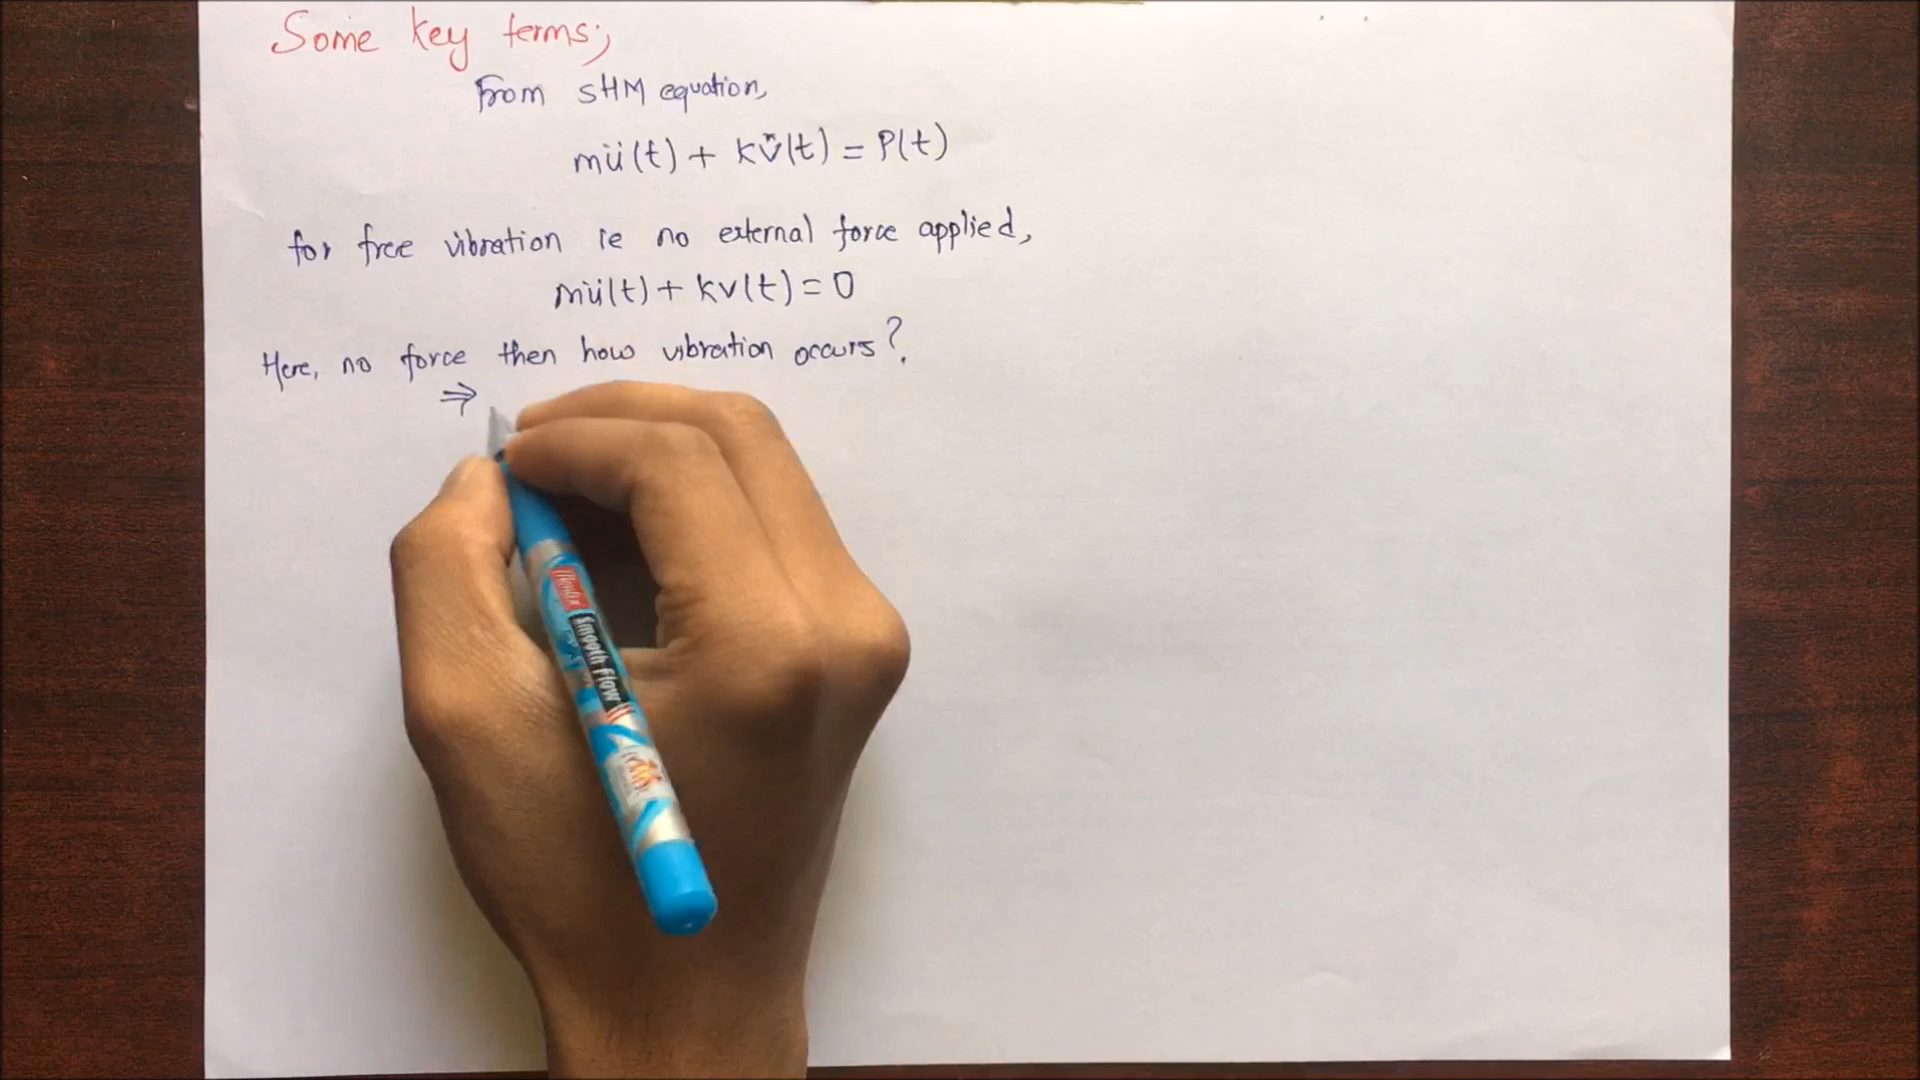 Some key terms;
From SHM equation,
mü(t) + kv̈(t) = P(t)
for free vibration ie no external force applied,
mü(t) + kv(t) = 0
Here, no force then how vibration occurs?
⇒
Smooth Flow